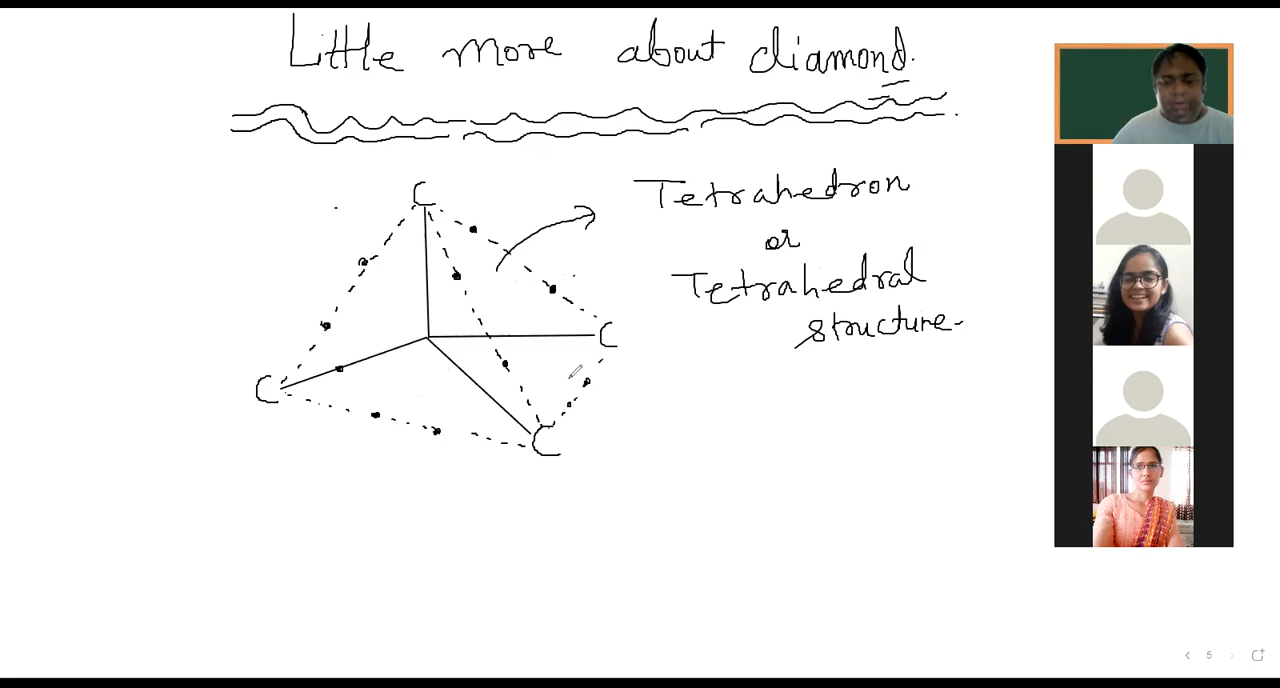 Little more about diamond.
C
Tetrahedron
or
Tetrahedral
structure-
C
C
C
5